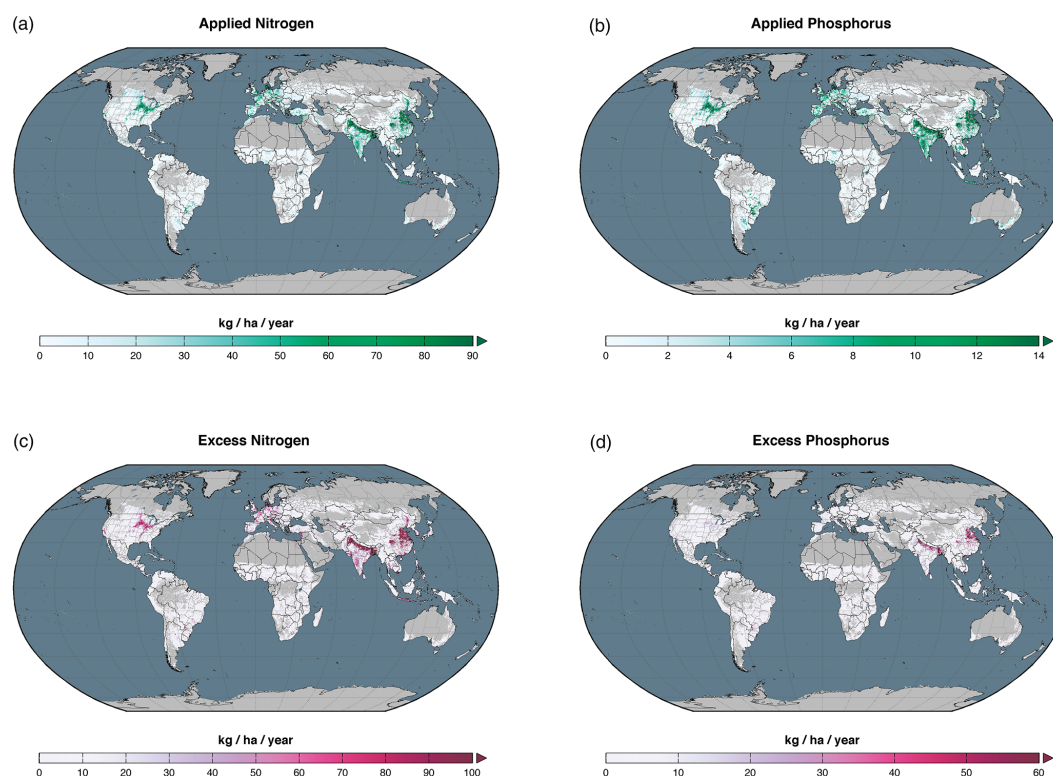 (a)
Applied Nitrogen
(b)
Applied Phosphorus
kg / ha / year
0 10 20 30 40 50 60 70 80 90
kg / ha / year
0 2 4 6 8 10 12 14
(c)
Excess Nitrogen
(d)
Excess Phosphorus
kg / ha / year
0 10 20 30 40 50 60 70 80 90 100
kg / ha / year
0 10 20 30 40 50 60